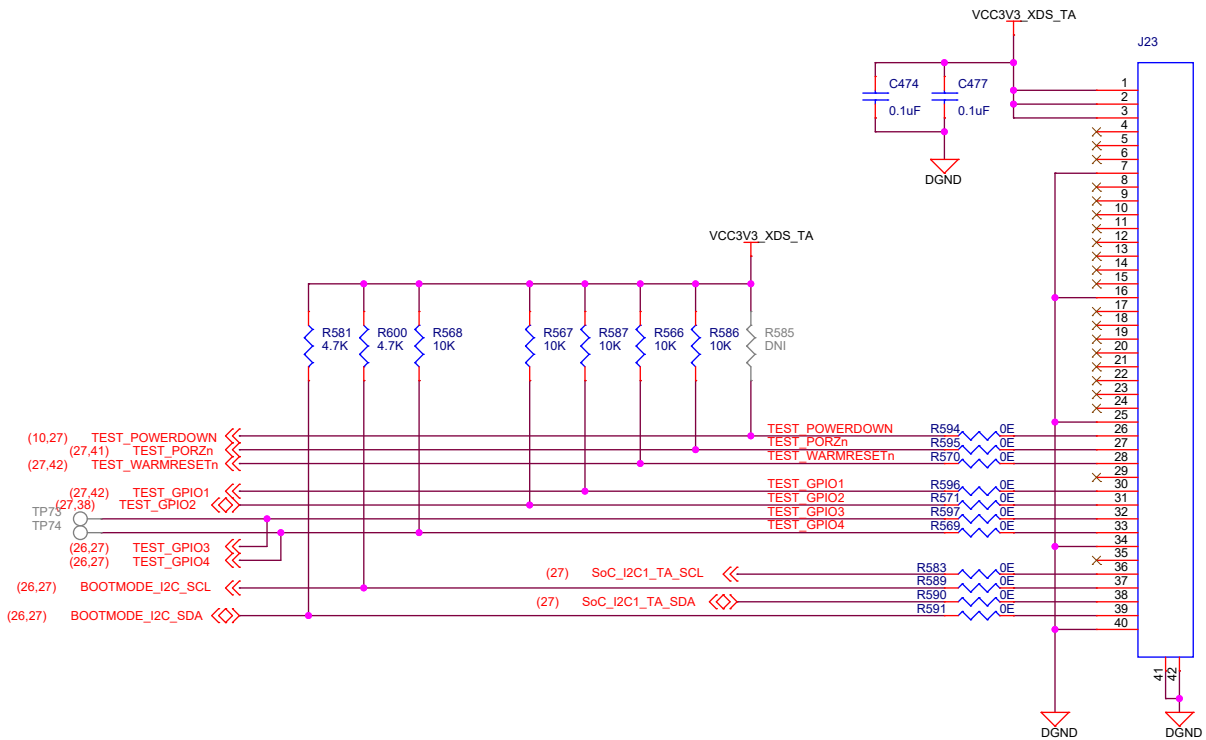 VCC3V3_XDS_TA
J23
C474
0.1uF
C477
0.1uF
DGND
1
2
3
4
5
6
7
8
9
10
11
12
13
14
15
16
17
18
19
20
21
22
23
24
25
26
27
28
29
30
31
32
33
34
35
36
37
38
39
40
41
42
VCC3V3_XDS_TA
R581
4.7K
R600
4.7K
R568
10K
R567
10K
R587
10K
R566
10K
R586
10K
R585
DNI
(10,27) TEST_POWERDOWN
TEST_POWERDOWN R594 0E
(27,41) TEST_PORZn
TEST_PORZn R595 0E
(27,42) TEST_WARMRESETn
TEST_WARMRESETn R570 0E
(27,42) TEST_GPIO1
TEST_GPIO1 R596 0E
(27,38) TEST_GPIO2
TEST_GPIO2 R571 0E
TP73
TEST_GPIO3 R597 0E
TP74
TEST_GPIO4 R569 0E
(26,27) TEST_GPIO3
(26,27) TEST_GPIO4
(27) SoC_I2C1_TA_SCL R583 0E
(26,27) BOOTMODE_I2C_SCL R589 0E
(27) SoC_I2C1_TA_SDA R590 0E
(26,27) BOOTMODE_I2C_SDA R591 0E
DGND
DGND